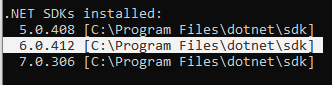 .NET SDKs installed:
5.0.408 [C:\Program Files\dotnet\sdk]
6.0.412 [C:\Program Files\dotnet\sdk]
7.0.306 [C:\Program Files\dotnet\sdk]